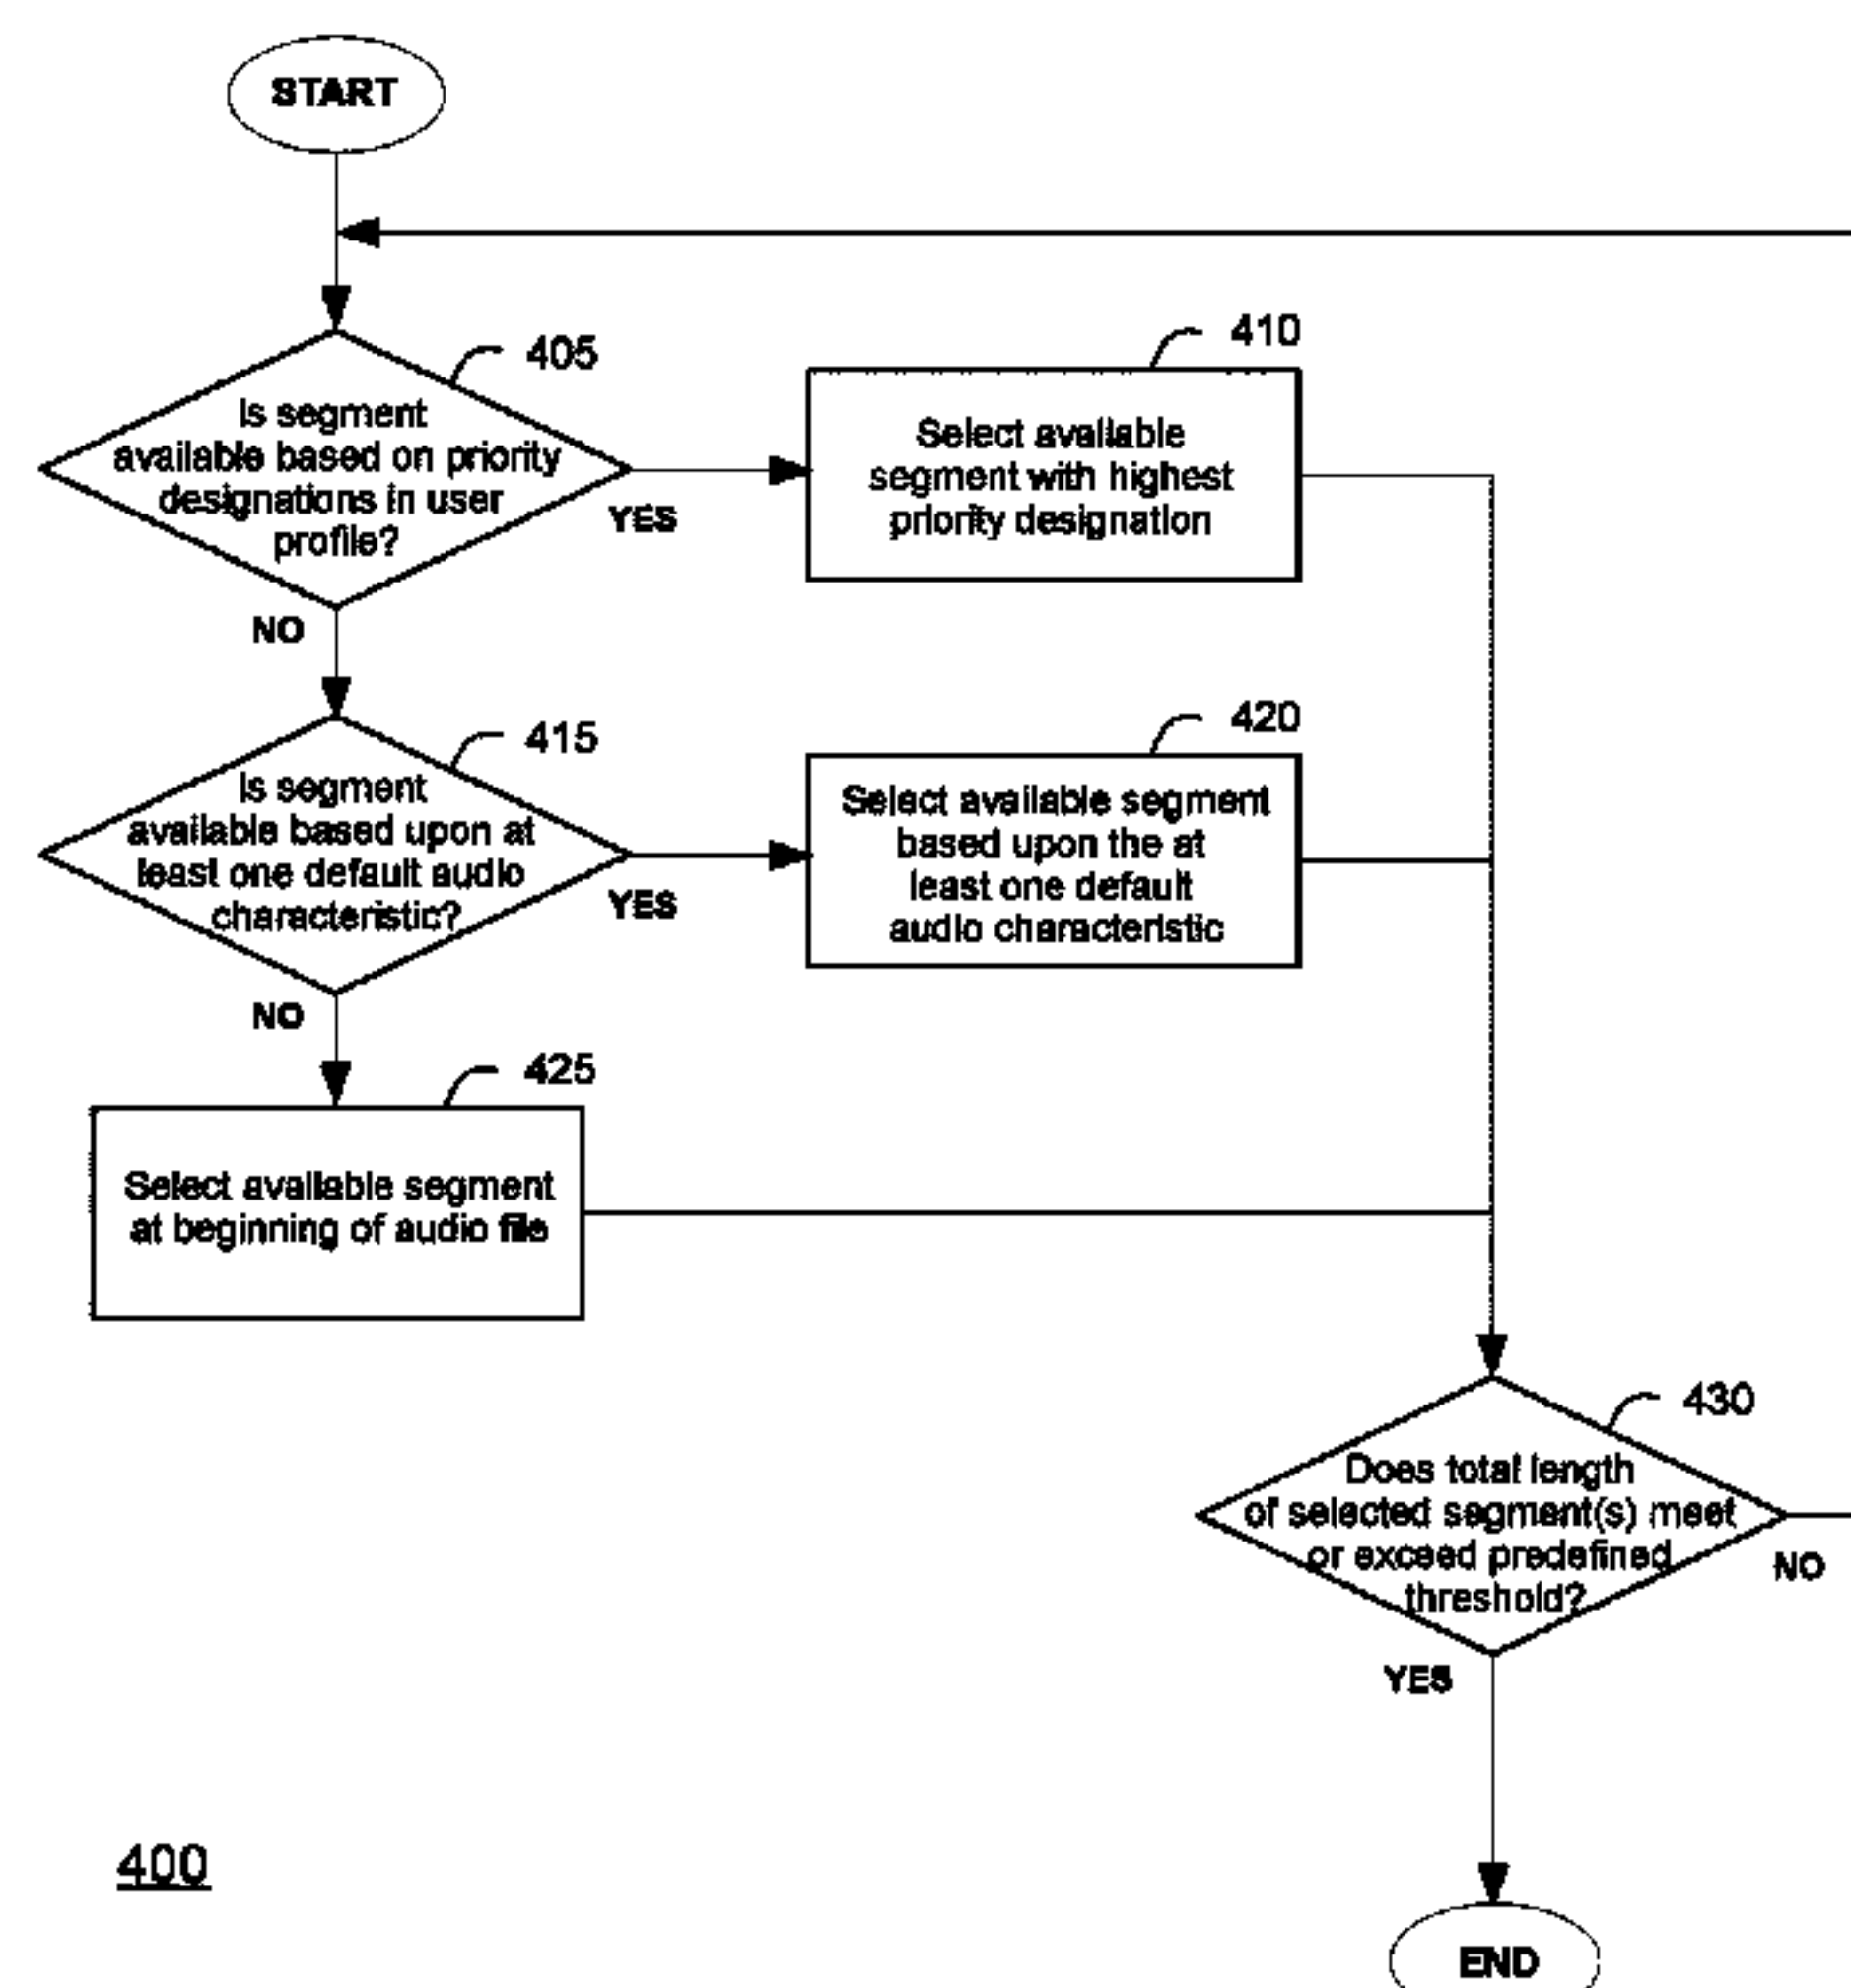 START
405
Is segment
available based on priority
designations in user
profile?
YES
NO
410
Select available
segment with highest
priority designation
415
Is segment
available based upon at
least one default audio
characteristic?
YES
NO
420
Select available segment
based upon the at
least one default
audio characteristic
425
Select available segment
at beginning of audio file
430
Does total length
of selected segment(s) meet
or exceed predefined
threshold?
NO
YES
400
END